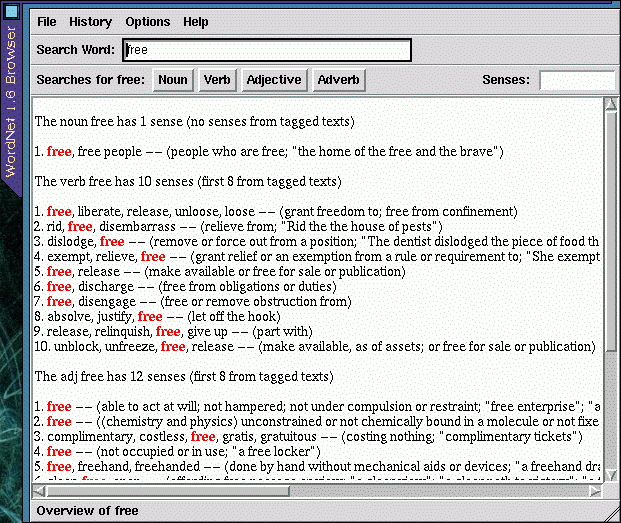 WordNet 1.6 Browser
File History Options Help
Search Word: free
Searches for free: Noun Verb Adjective Adverb Senses:
The noun free has 1 sense (no senses from tagged texts)
1. free, free people -- (people who are free; "the home of the free and the brave")
The verb free has 10 senses (first 8 from tagged texts)
1. free, liberate, release, unloose, loose -- (grant freedom to; free from confinement)
2. rid, free, disembarrass -- (relieve from; "Rid the the house of pests")
3. dislodge, free -- (remove or force out from a position; "The dentist dislodged the piece of food th
4. exempt, relieve, free -- (grant relief or an exemption from a rule or requirement to; "She exempt
5. free, release -- (make available or free for sale or publication)
6. free, discharge -- (free from obligations or duties)
7. free, disengage -- (free or remove obstruction from)
8. absolve, justify, free -- (let off the hook)
9. release, relinquish, free, give up -- (part with)
10. unblock, unfreeze, free, release -- (make available, as of assets; or free for sale or publication)
The adj free has 12 senses (first 8 from tagged texts)
1. free -- (able to act at will; not hampered; not under compulsion or restraint; "free enterprise"; "a
2. free -- ((chemistry and physics) unconstrained or not chemically bound in a molecule or not fixe
3. complimentary, costless, free, gratis, gratuitous -- (costing nothing; "complimentary tickets")
4. free -- (not occupied or in use; "a free locker")
5. free, freehand, freehanded -- (done by hand without mechanical aids or devices; "a freehand dra
Overview of free